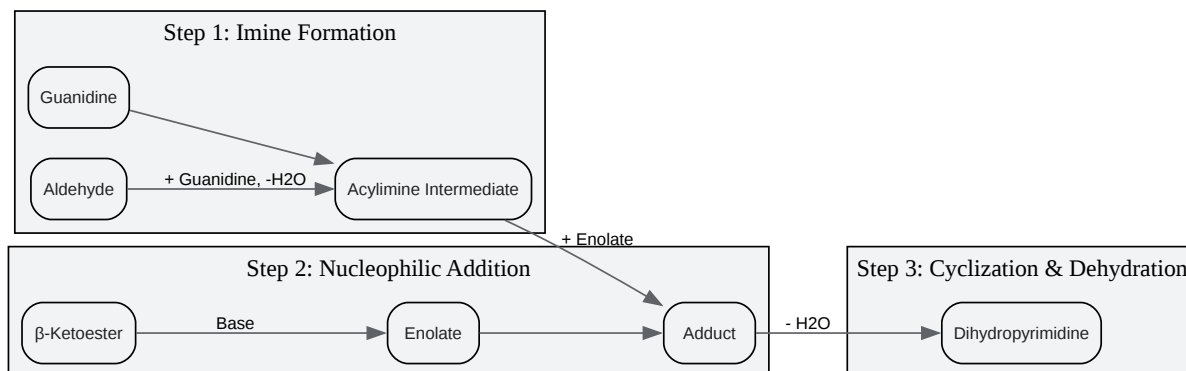 Step 1: Imine Formation
Guanidine
Aldehyde
+ Guanidine, -H2O
Acylimine Intermediate
+ Enolate
Step 2: Nucleophilic Addition
β-Ketoester
Base
Enolate
Adduct
- H2O
Step 3: Cyclization & Dehydration
Dihydropyrimidine